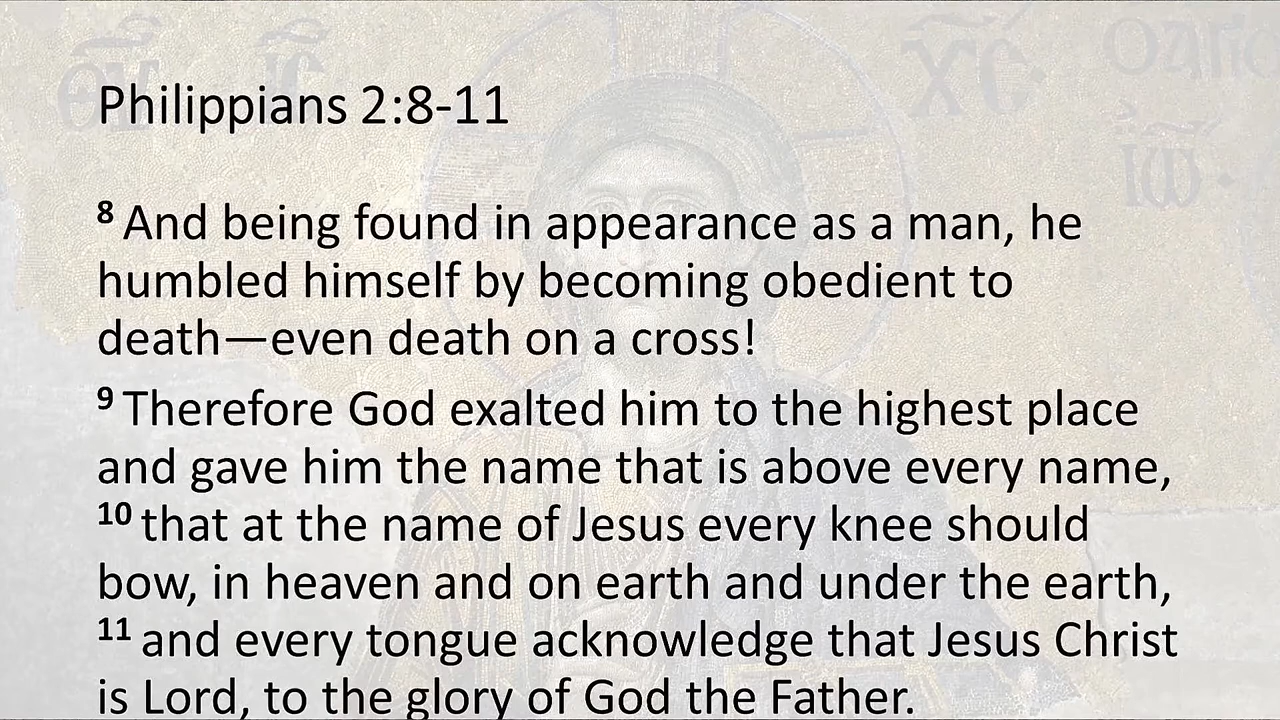 Philippians 2:8-11
8 And being found in appearance as a man, he
humbled himself by becoming obedient to
death—even death on a cross!
9 Therefore God exalted him to the highest place
and gave him the name that is above every name,
10 that at the name of Jesus every knee should
bow, in heaven and on earth and under the earth,
11 and every tongue acknowledge that Jesus Christ
is Lord, to the glory of God the Father.